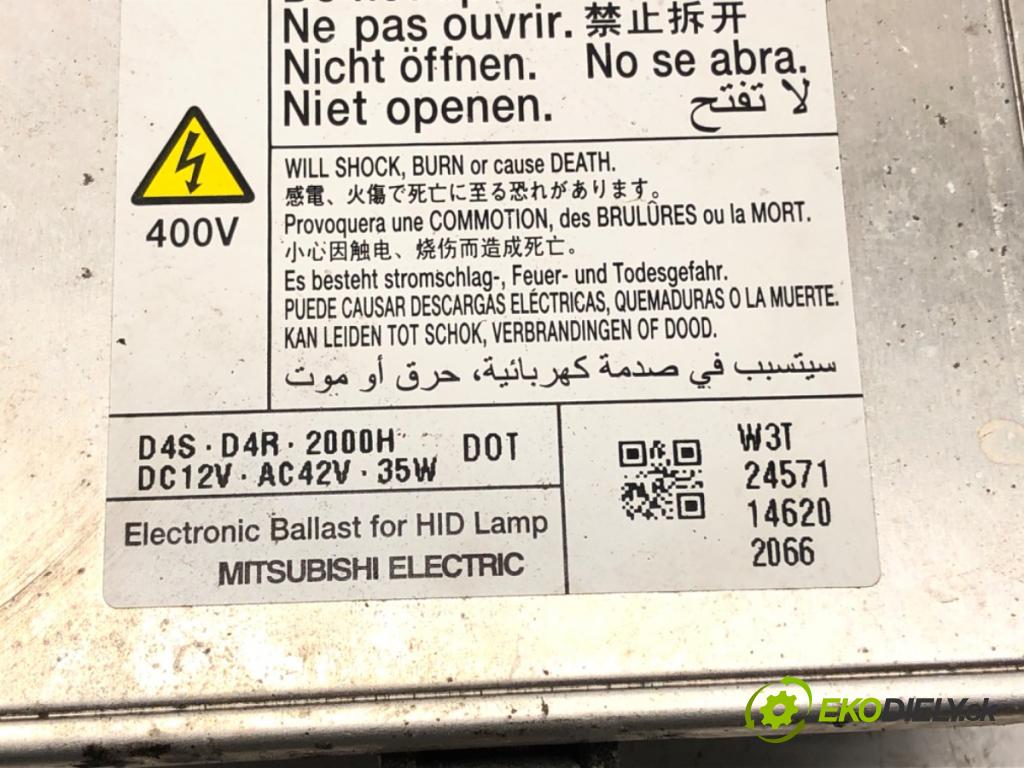 Ne pas ouvrir. 禁止拆开
Nicht öffnen. No se abra.
Niet openen. لا تفتح
400V
WILL SHOCK, BURN or cause DEATH.
感電、火傷で死亡に至る恐れがあります。
Provoquera une COMMOTION, des BRULÛRES ou la MORT.
小心因触电、烧伤而造成死亡。
Es besteht stromschlag-, Feuer- und Todesgefahr.
PUEDE CAUSAR DESCARGAS ELÉCTRICAS, QUEMADURAS O LA MUERTE.
KAN LEIDEN TOT SCHOK, VERBRANDINGEN OF DOOD.
سيتسبب في صدمة كهربائية، حرق أو موت
D4S · D4R · 2000H DOT
DC12V · AC42V · 35W
Electronic Ballast for HID Lamp
MITSUBISHI ELECTRIC
W3T
24571
14620
2066
EKODIELY.sk